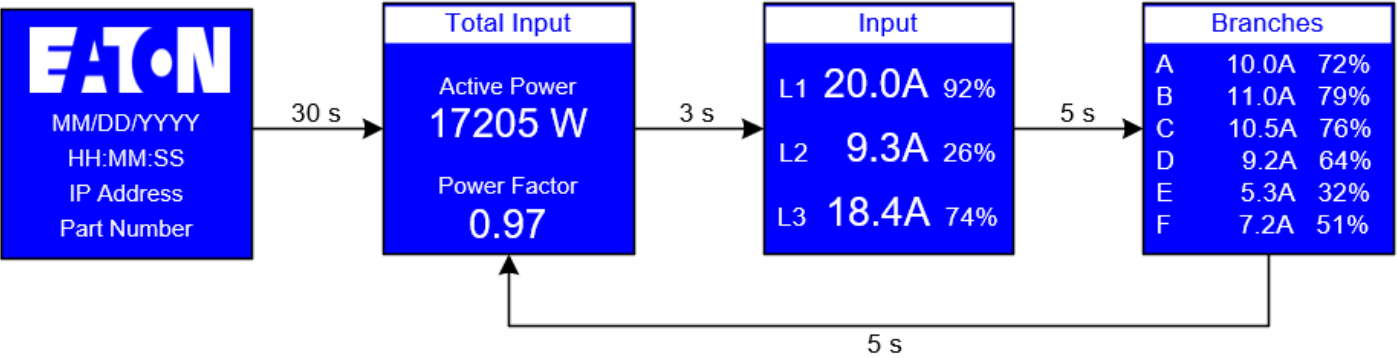 EATON
MM/DD/YYYY
HH:MM:SS
IP Address
Part Number
30 s
Total Input
Active Power
17205 W
Power Factor
0.97
3 s
Input
L1 20.0A 92%
L2 9.3A 26%
L3 18.4A 74%
5 s
Branches
A 10.0A 72%
B 11.0A 79%
C 10.5A 76%
D 9.2A 64%
E 5.3A 32%
F 7.2A 51%
5 s